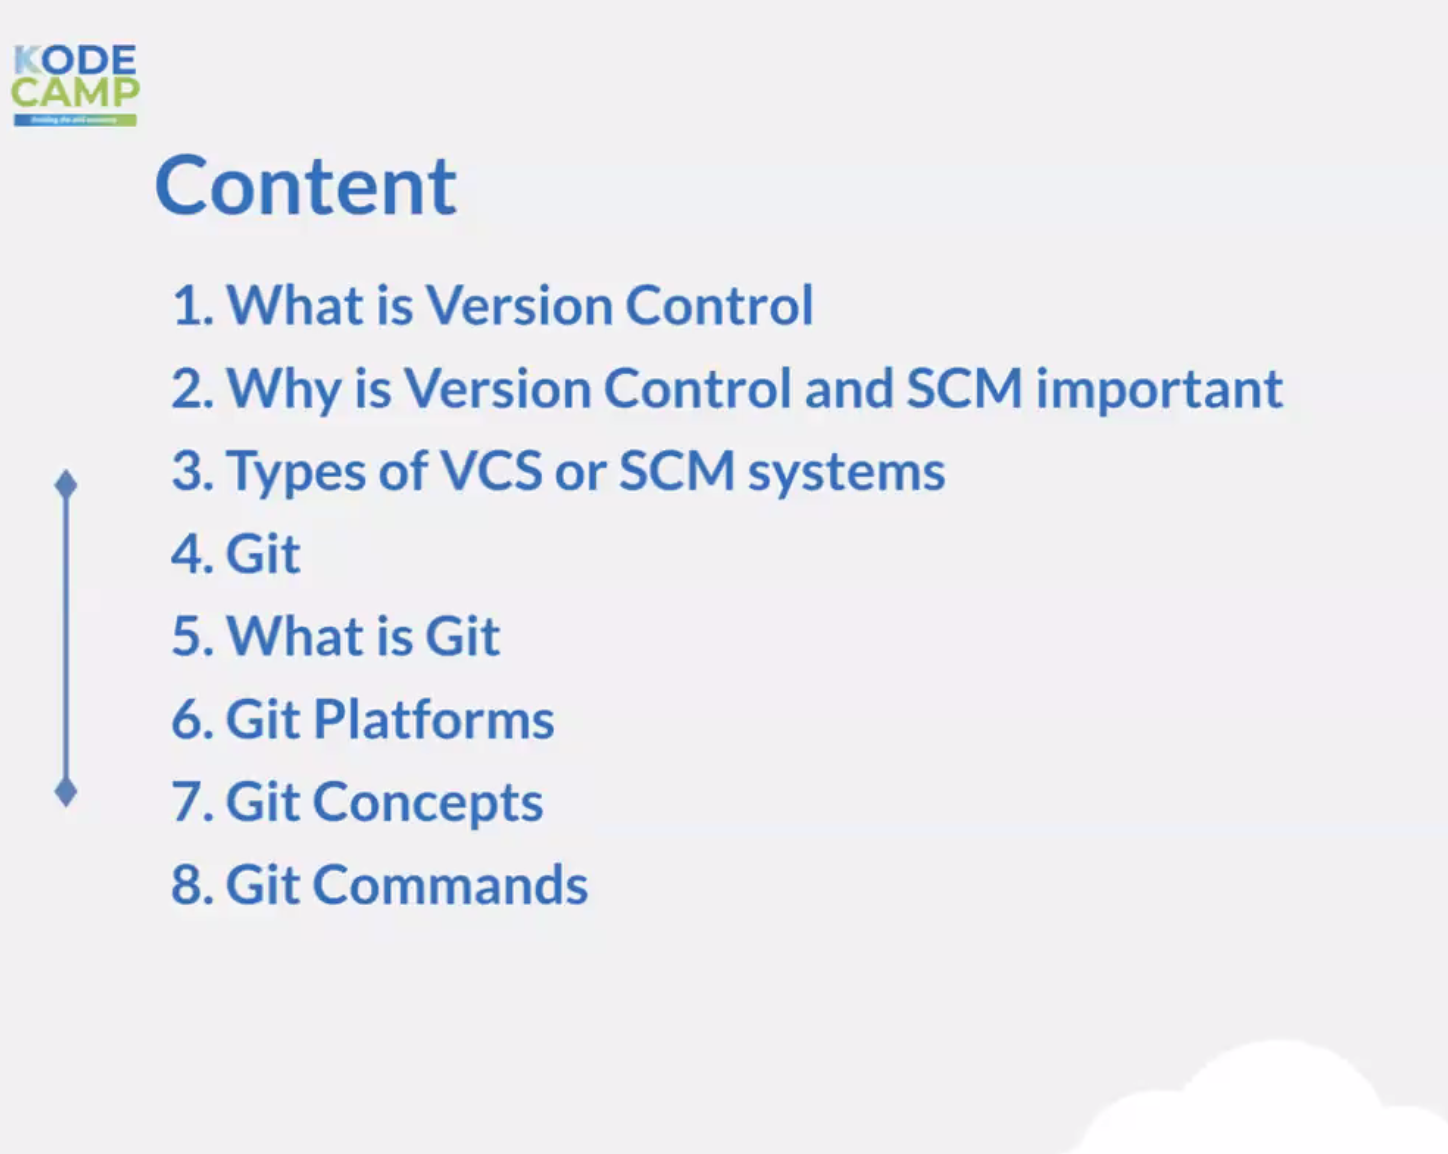 KODE
CAMP
Content
1. What is Version Control
2. Why is Version Control and SCM important
3. Types of VCS or SCM systems
4. Git
5. What is Git
6. Git Platforms
7. Git Concepts
8. Git Commands